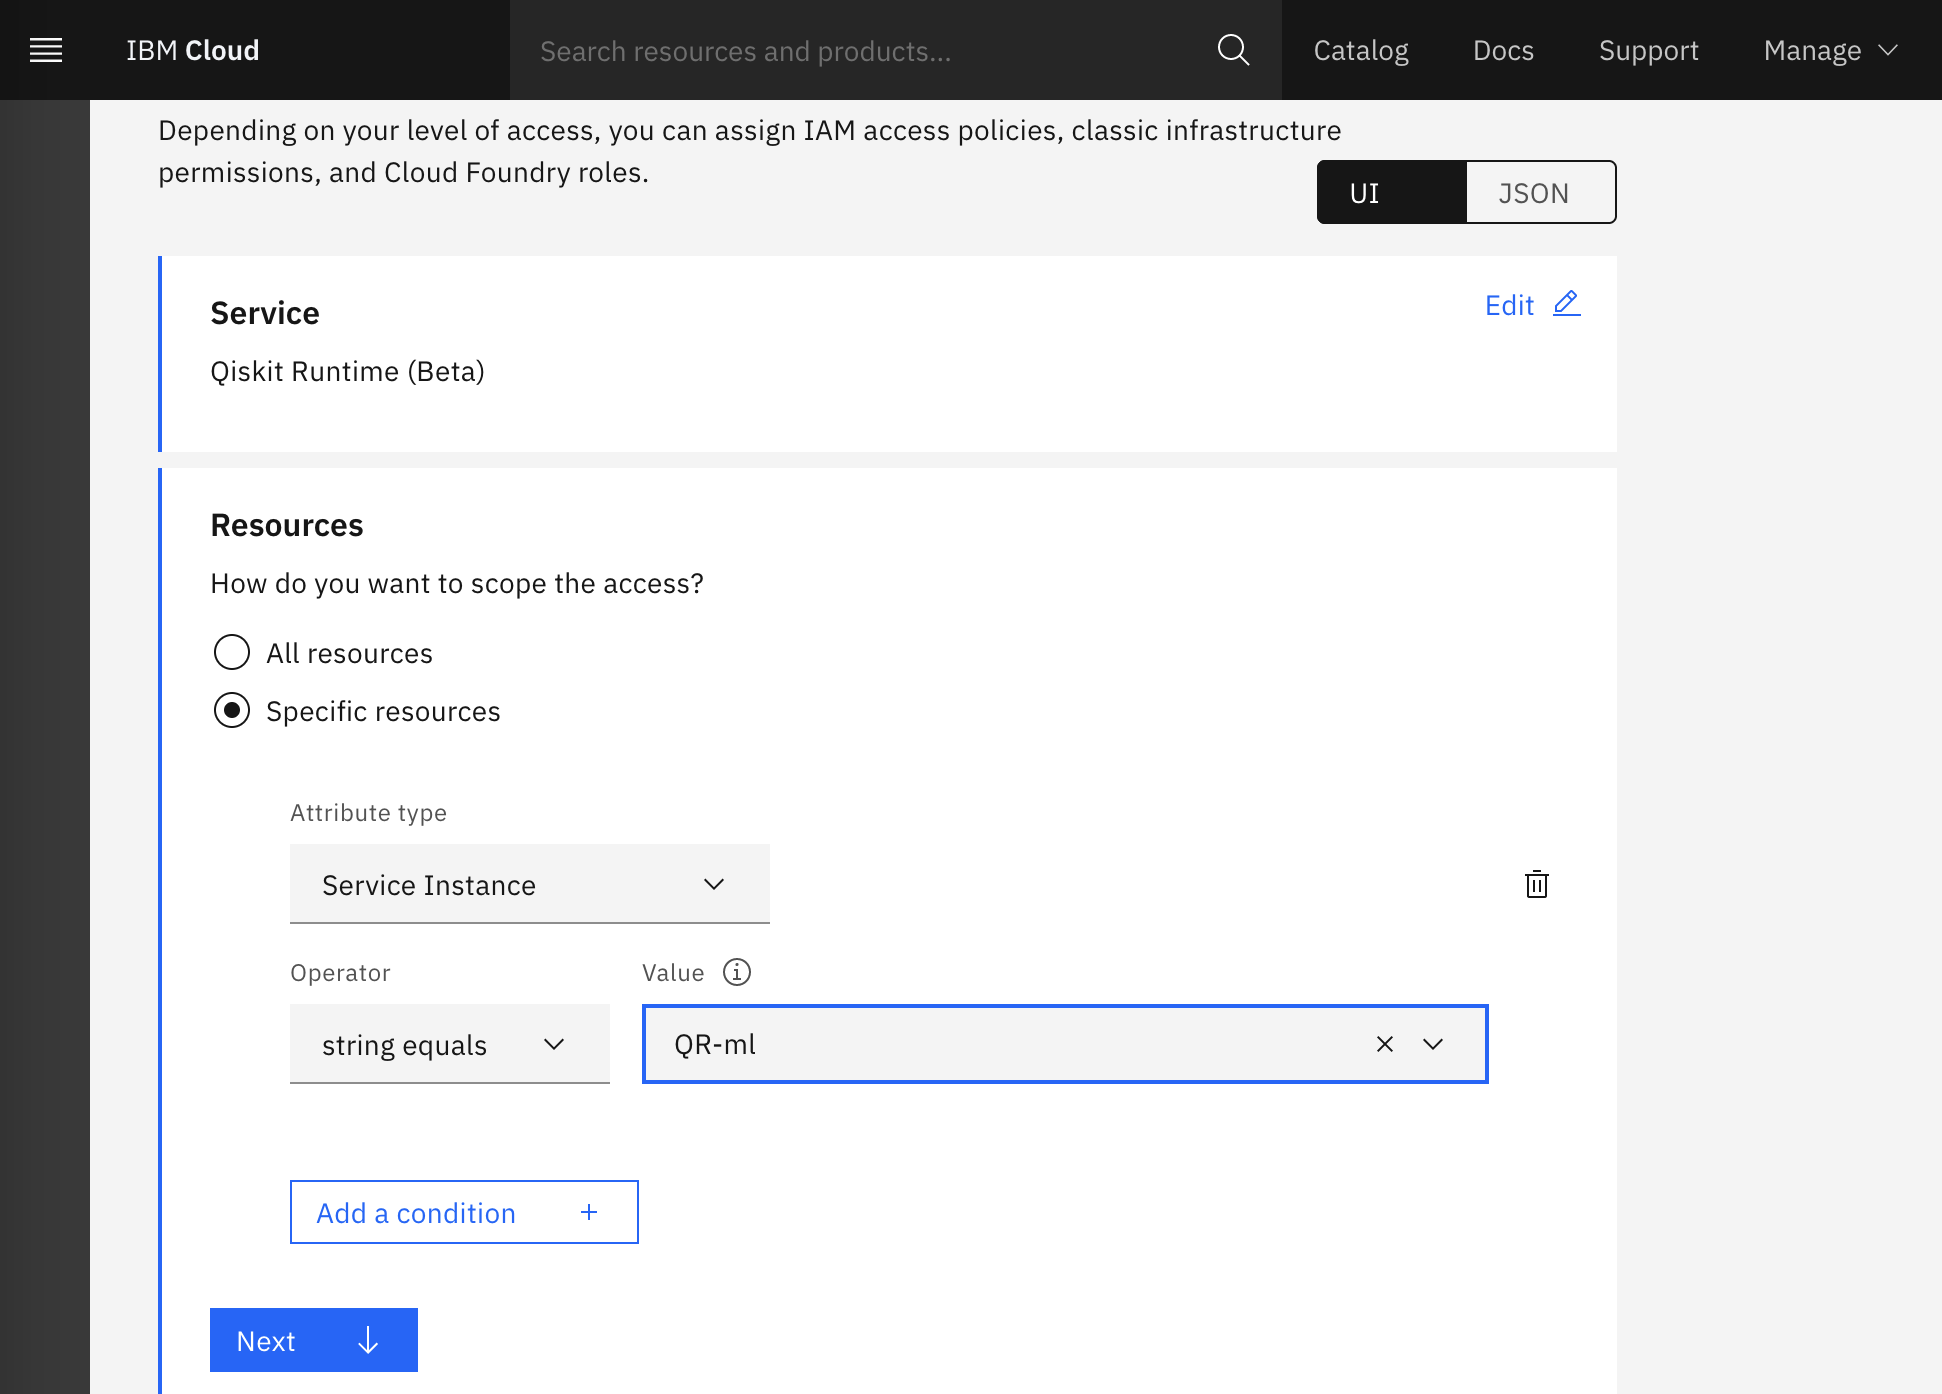 IBM Cloud
Search resources and products...
Catalog
Docs
Support
Manage
Depending on your level of access, you can assign IAM access policies, classic infrastructure
permissions, and Cloud Foundry roles.
UI
JSON
Service
Edit
Qiskit Runtime (Beta)
Resources
How do you want to scope the access?
All resources
Specific resources
Attribute type
Service Instance
Operator
Value
string equals
QR-ml
Add a condition +
Next